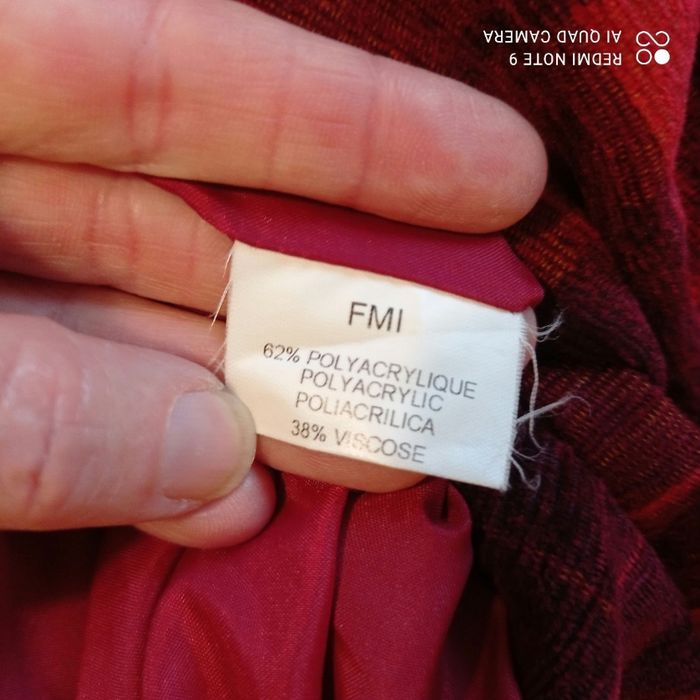 FMI
62% POLYACRYLIQUE
POLYACRYLIC
POLIACRILICA
38% VISCOSE
REDMI NOTE 9
AI QUAD CAMERA